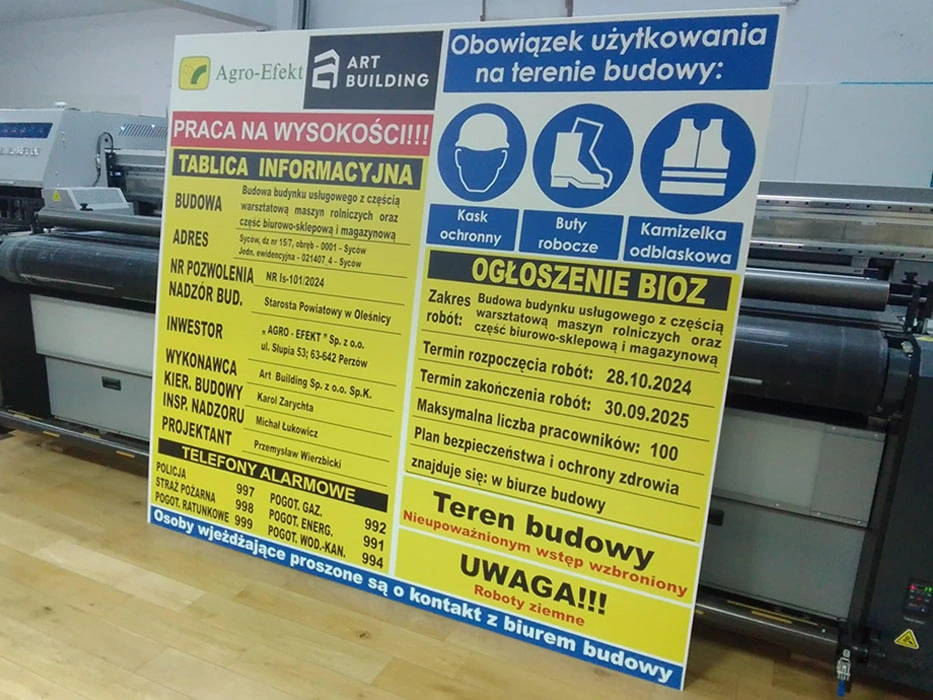 Agro-Efekt
ART
BUILDING
PRACA NA WYSOKOŚCI!!!
TABLICA INFORMACYJNA
BUDOWA
Budowa budynku usługowego z częścią
warsztatową maszyn rolniczych oraz
część biurowo-sklepową i magazynową
ADRES
Syców, dz nr 15/7, obręb - 0001 - Syców
Jedn. ewidencyjna - 021407_4 - Syców
NR POZWOLENIA NR Is-101/2024
NADZÓR BUD. Starosta Powiatowy w Oleśnicy
INWESTOR
„ AGRO - EFEKT " Sp. z o.o.
ul. Słupia 53; 63-642 Perzów
WYKONAWCA Art Building Sp. z o.o. Sp.K.
KIER. BUDOWY Karol Zarychta
INSP. NADZORU Michał Łukowicz
PROJEKTANT Przemysław Wierzbicki
TELEFONY ALARMOWE
POLICJA 997
STRAŻ POŻARNA 998
POGOT. RATUNKOWE 999
POGOT. GAZ. 992
POGOT. ENERG. 991
POGOT. WOD.-KAN. 994
Obowiązek użytkowania
na terenie budowy:
Kask
ochronny
Buty
robocze
Kamizelka
odblaskowa
OGŁOSZENIE BIOZ
Zakres
robót:
Budowa budynku usługowego z częścią
warsztatową maszyn rolniczych oraz
część biurowo-sklepową i magazynową
Termin rozpoczęcia robót: 28.10.2024
Termin zakończenia robót: 30.09.2025
Maksymalna liczba pracowników: 100
Plan bezpieczeństwa i ochrony zdrowia
znajduje się: w biurze budowy
Teren budowy
Nieupoważnionym wstęp wzbroniony
UWAGA!!!
Roboty ziemne
Osoby wjeżdżające proszone są o kontakt z biurem budowy